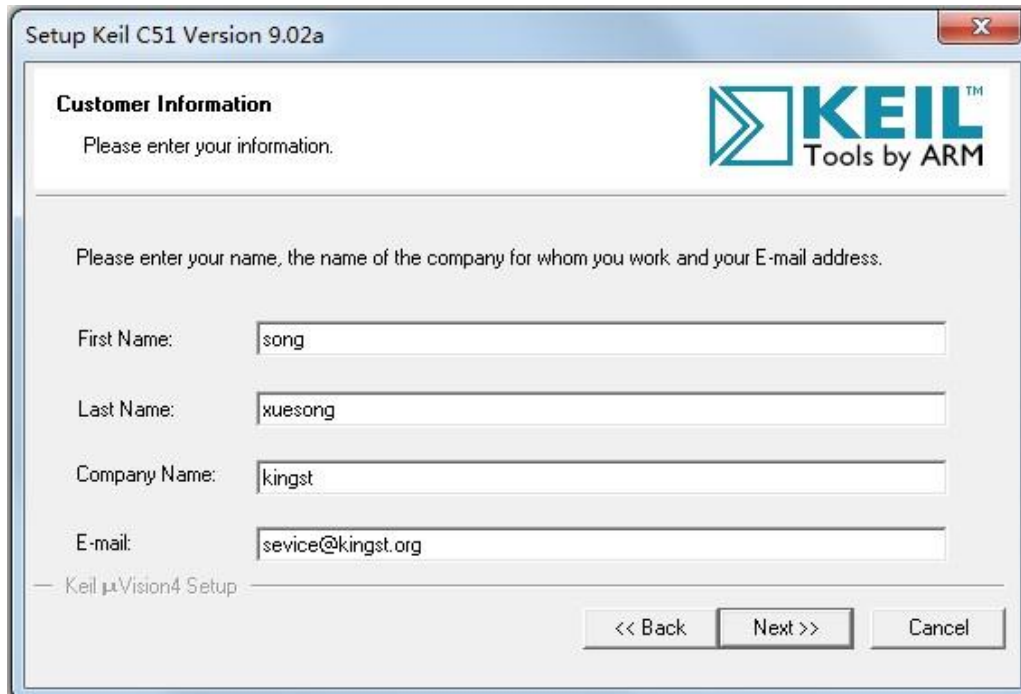 Setup Keil C51 Version 9.02a
Customer Information
Please enter your information.
KEIL™
Tools by ARM
Please enter your name, the name of the company for whom you work and your E-mail address.
First Name: song
Last Name: xuesong
Company Name: kingst
E-mail: sevice@kingst.org
Keil µVision4 Setup
<< Back Next >> Cancel